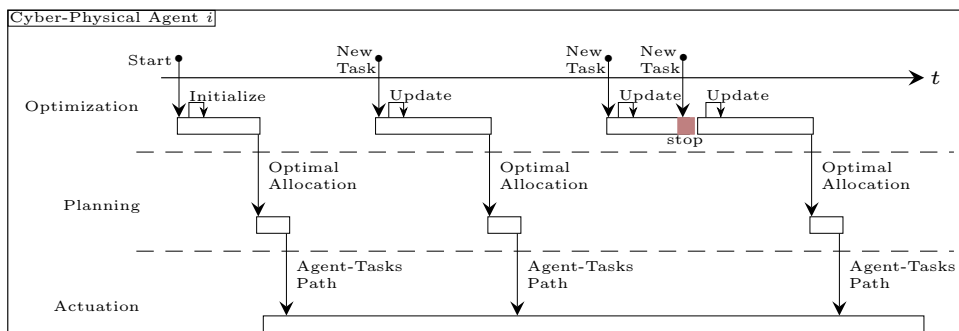 Cyber-Physical Agent i
Start
New
Task
New
Task
New
Task
t
Optimization
Initialize
Update
Update
Update
stop
Optimal
Allocation
Optimal
Allocation
Optimal
Allocation
Planning
Agent-Tasks
Path
Agent-Tasks
Path
Agent-Tasks
Path
Actuation